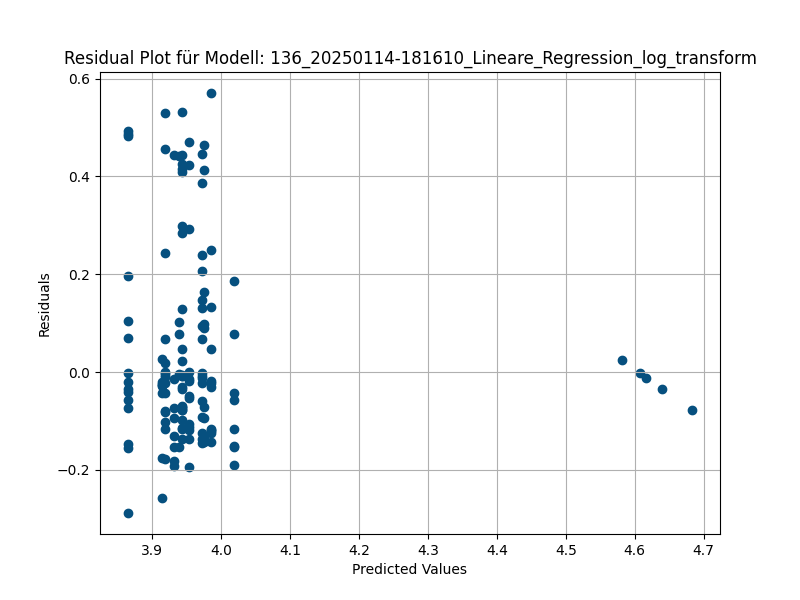 Residual Plot für Modell: 136_20250114-181610_Lineare_Regression_log_transform
0.6
0.4
0.2
0.0
−0.2
Residuals
3.9 4.0 4.1 4.2 4.3 4.4 4.5 4.6 4.7
Predicted Values